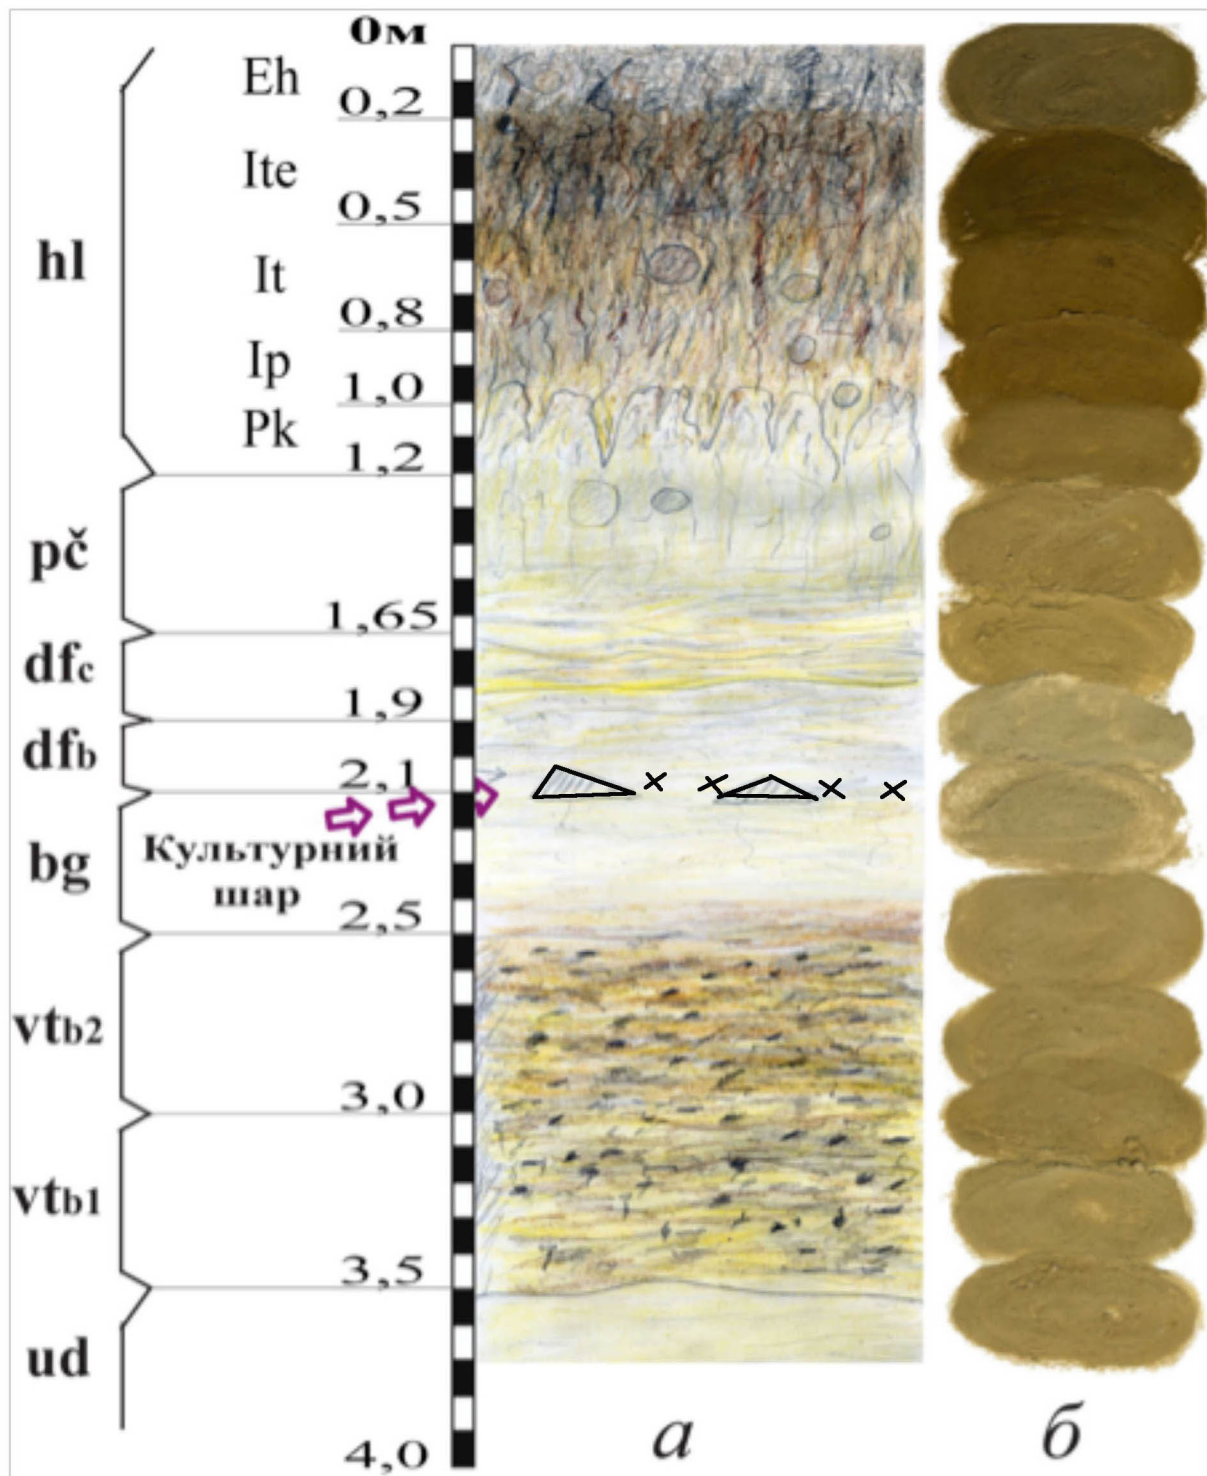 0м
Eh
0,2
Ite
0,5
hl
It
0,8
Ip
1,0
Pk
1,2
pč
1,65
dfc
1,9
dfb
2,1
Культурний
шар
bg
2,5
vtb2
3,0
vtb1
3,5
ud
4,0
а
б